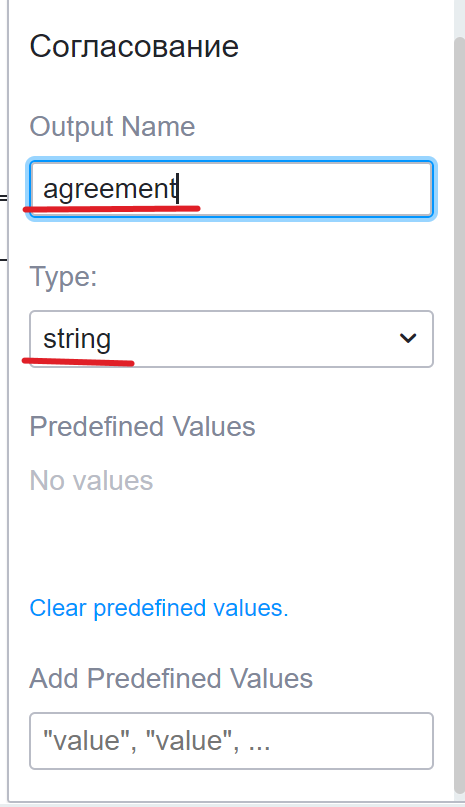 Согласование
Output Name
agreement
Type:
string
Predefined Values
No values
Clear predefined values.
Add Predefined Values
"value", "value", ...